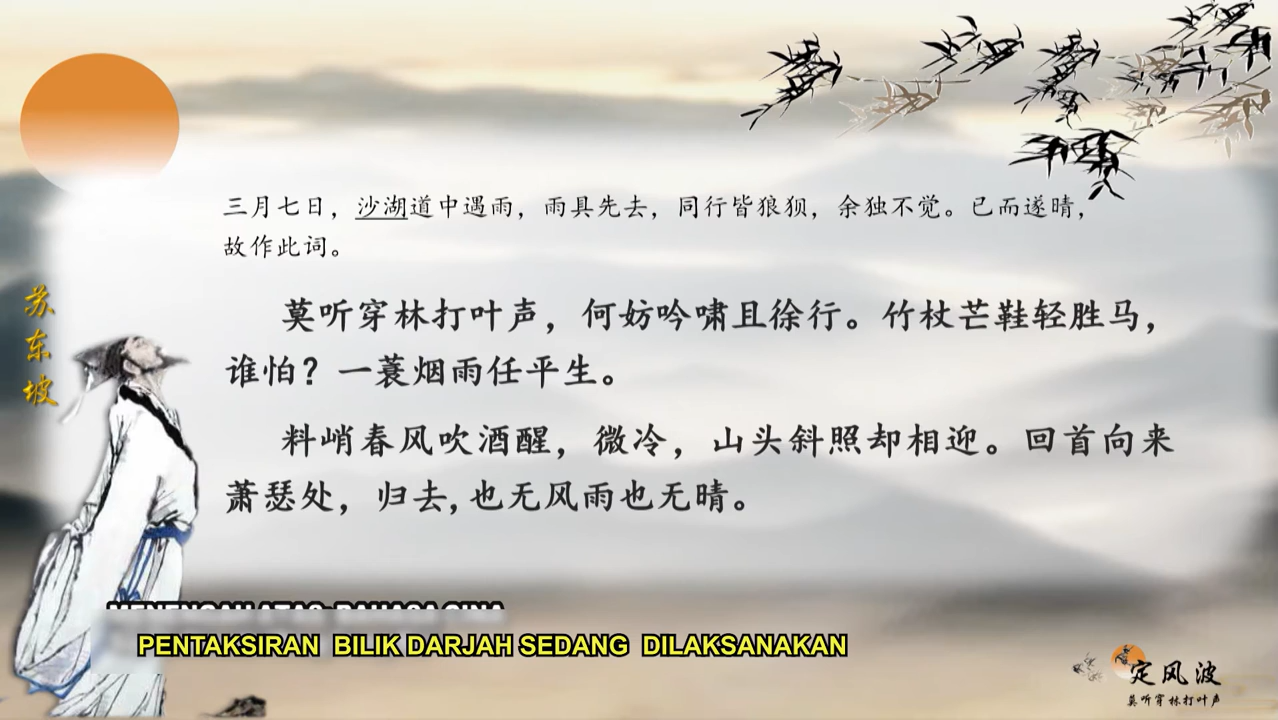 三月七日，沙湖道中遇雨，雨具先去，同行皆狼狈，余独不觉。已而遂晴，
故作此词。
莫听穿林打叶声，何妨吟啸且徐行。竹杖芒鞋轻胜马，
谁怕？一蓑烟雨任平生。
料峭春风吹酒醒，微冷，山头斜照却相迎。回首向来
萧瑟处，归去,也无风雨也无晴。
苏东坡
MENENGAH ATAS: BAHASA CINA
PENTAKSIRAN BILIK DARJAH SEDANG DILAKSANAKAN
定风波
莫听穿林打叶声